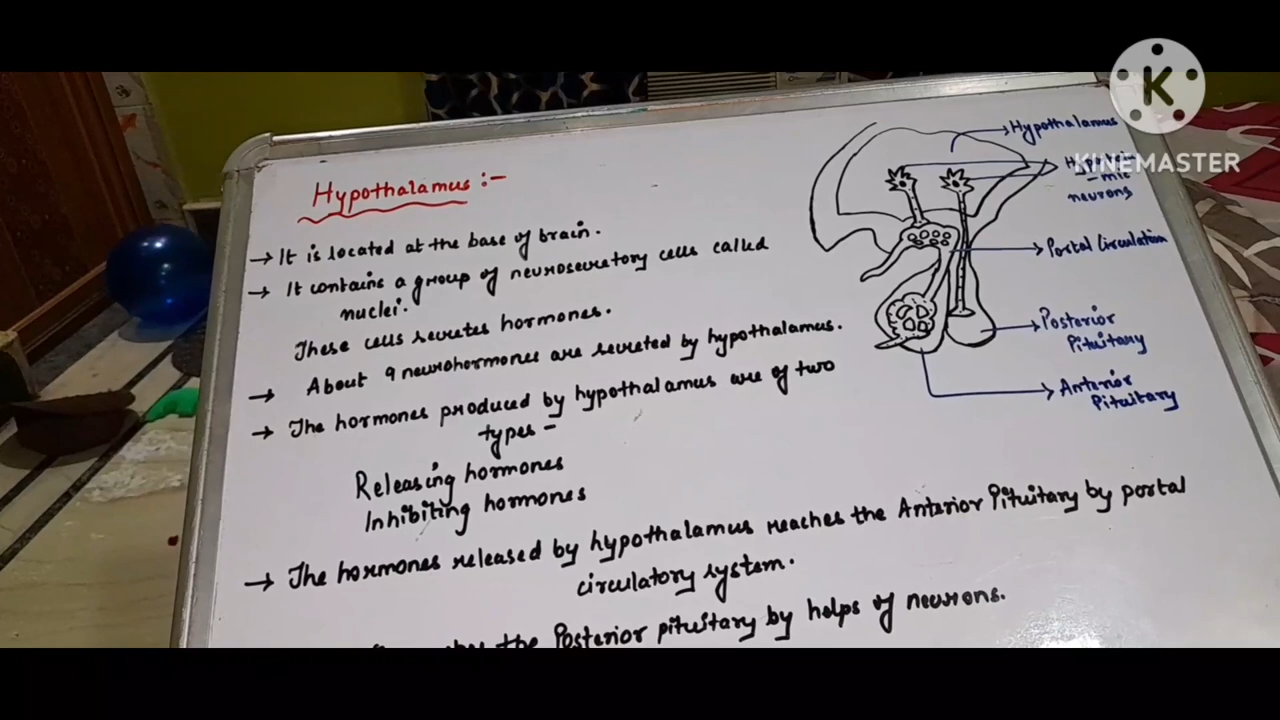 Hypothalamus :-
→ It is located at the base of brain.
→ It contains a group of neurosecretory cells called
nuclei.
These cells secretes hormones.
→ About 9 neurohormones are secreted by hypothalamus.
→ The hormones produced by hypothalamus are of two
types -
Releasing hormones
Inhibiting hormones
→ The hormones released by hypothalamus reaches the Anterior Pituitary by portal
circulatory system.
the Posterior pituitary by helps of neurons.
Hypothalamus
- mic
neurons
Portal Circulation
Posterior
Pituitary
Anterior
Pituitary
K
KINEMASTER